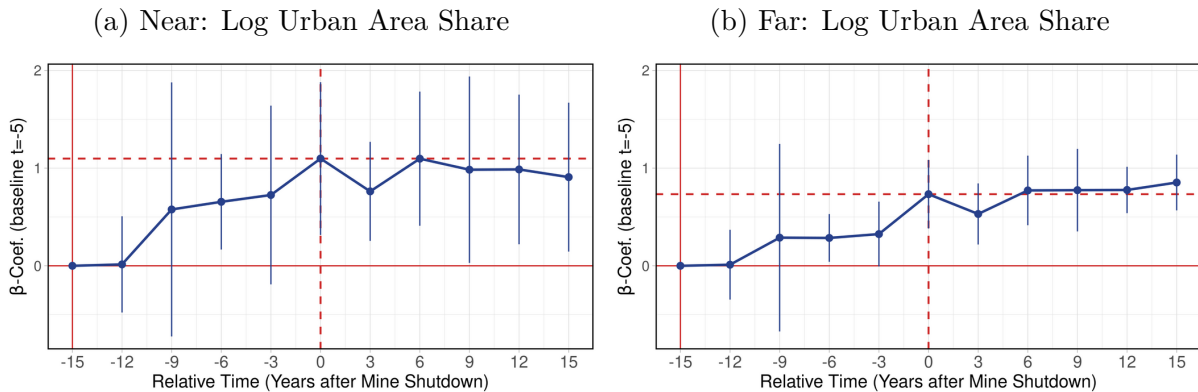 (a) Near: Log Urban Area Share
β-Coef. (baseline t=-5)
2
1
0
-15 -12 -9 -6 -3 0 3 6 9 12 15
Relative Time (Years after Mine Shutdown)
(b) Far: Log Urban Area Share
β-Coef. (baseline t=-5)
2
1
0
-15 -12 -9 -6 -3 0 3 6 9 12 15
Relative Time (Years after Mine Shutdown)